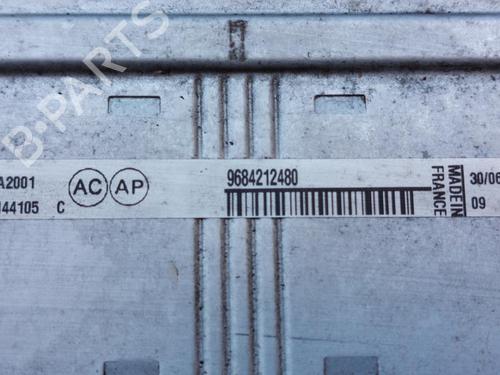 B-PARTS
A2001
AC AP
9684212480
MADE IN
FRANCE
30/06
144105 C
09